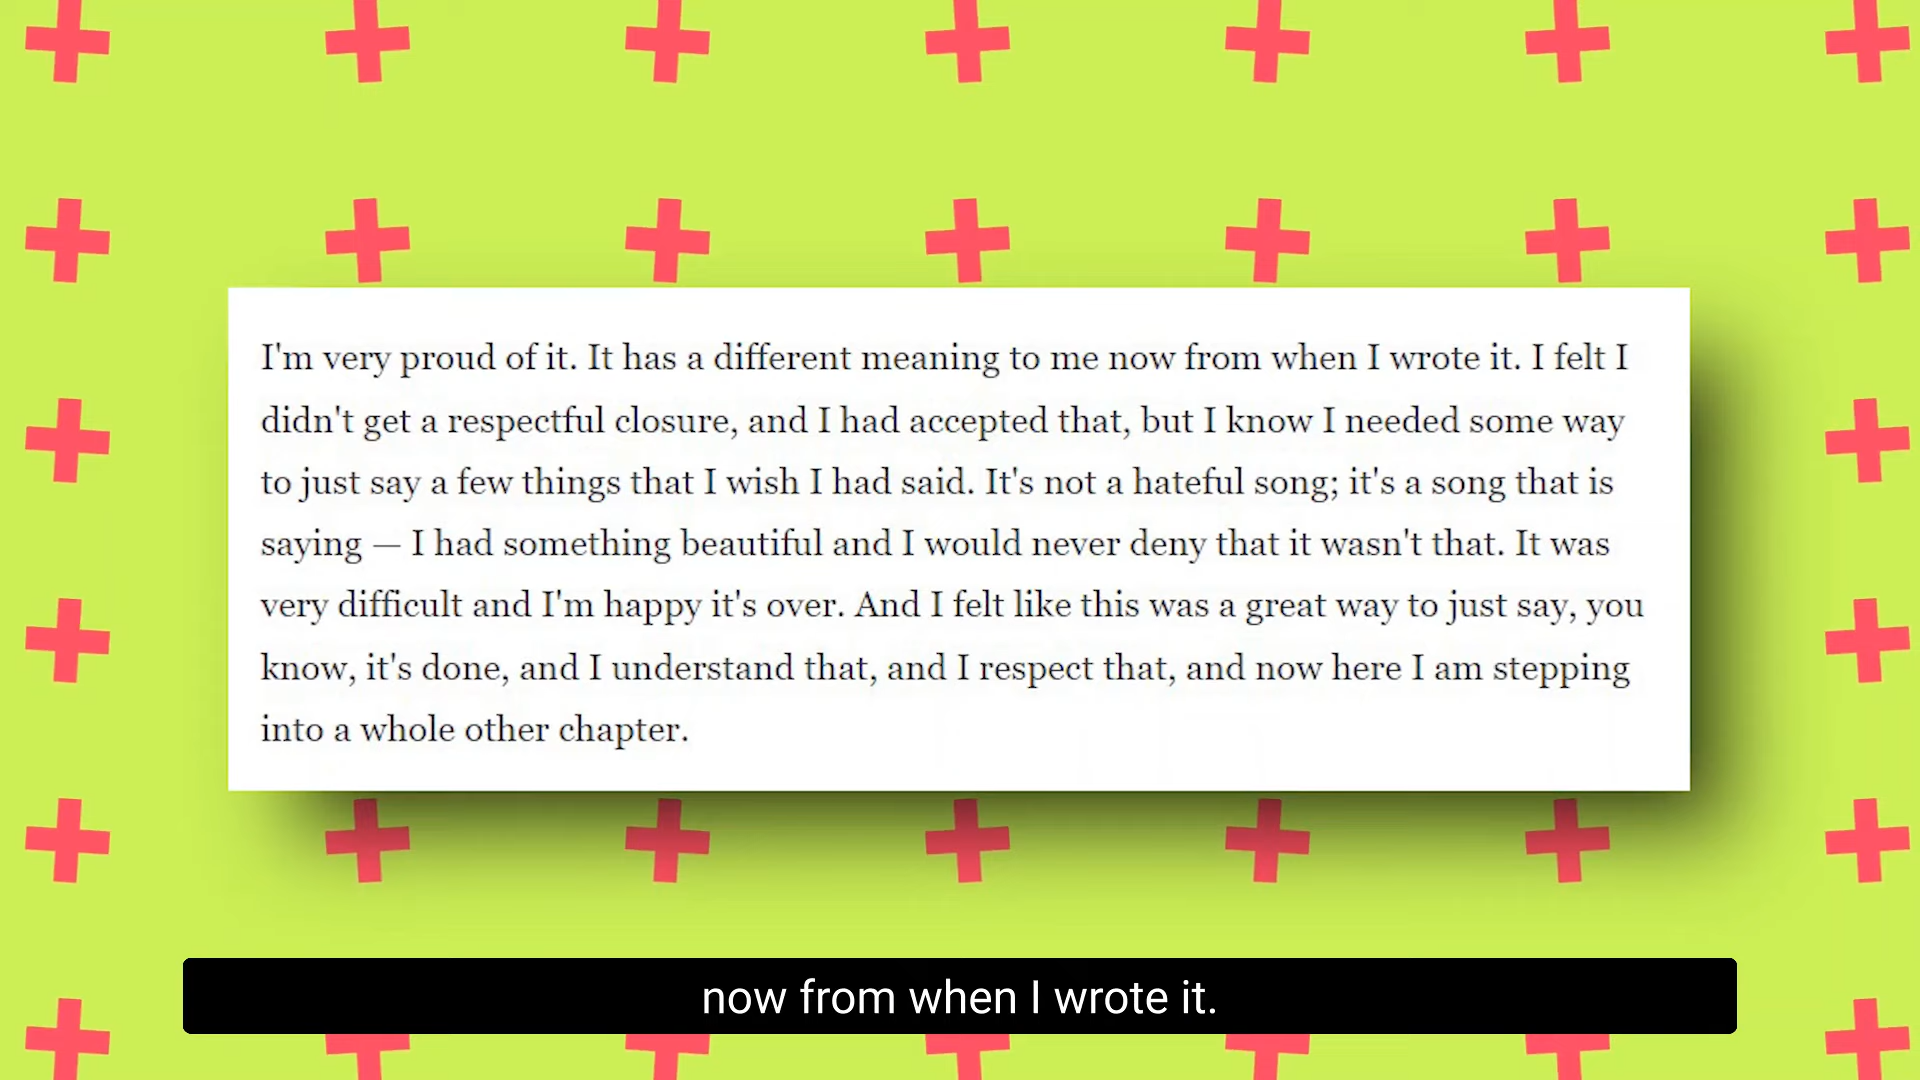 I'm very proud of it. It has a different meaning to me now from when I wrote it. I felt I
didn't get a respectful closure, and I had accepted that, but I know I needed some way
to just say a few things that I wish I had said. It's not a hateful song; it's a song that is
saying — I had something beautiful and I would never deny that it wasn't that. It was
very difficult and I'm happy it's over. And I felt like this was a great way to just say, you
know, it's done, and I understand that, and I respect that, and now here I am stepping
into a whole other chapter.
now from when I wrote it.